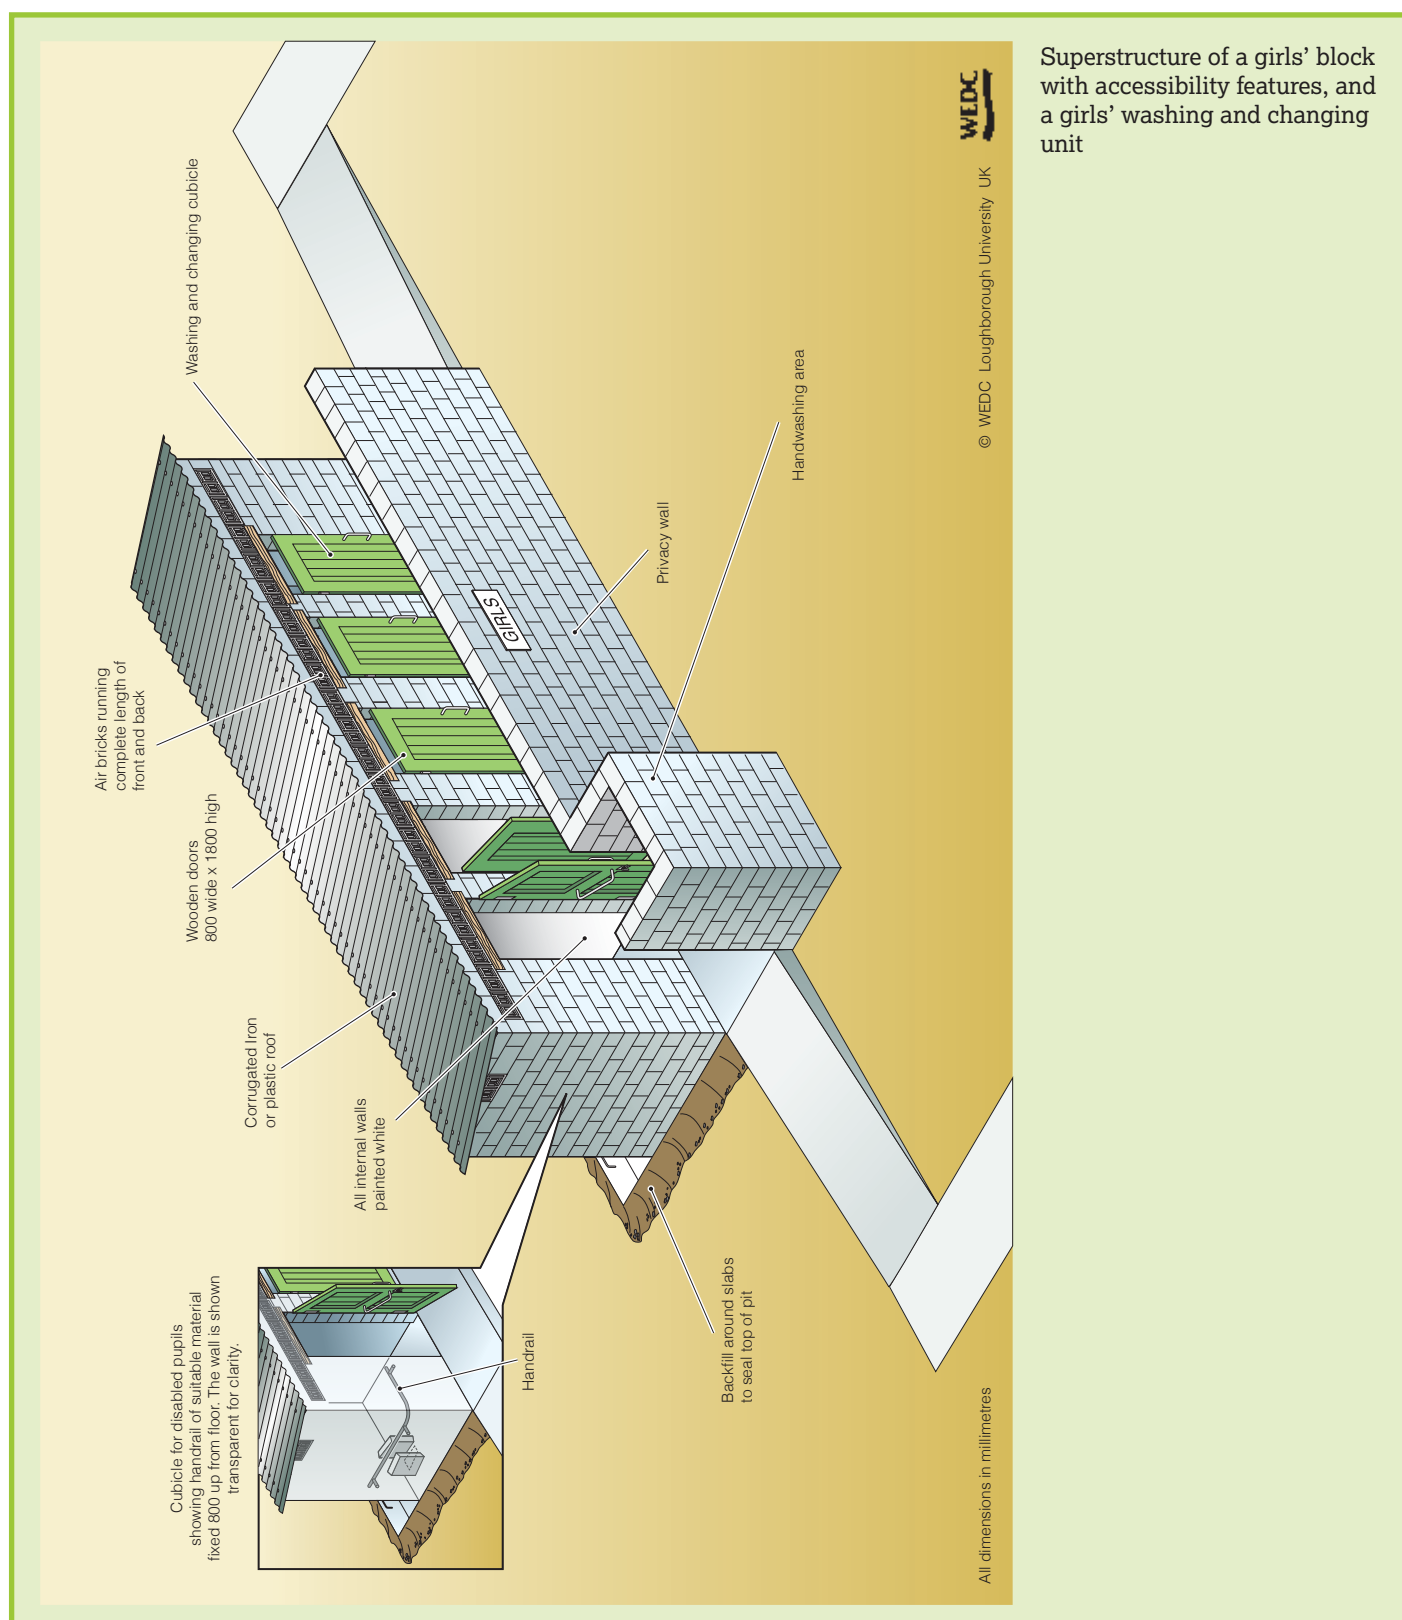 Superstructure of a girls’ block
with accessibility features, and
a girls’ washing and changing
unit
Cubicle for disabled pupils
showing handrail of suitable material
fixed 800 up from floor. The wall is shown
transparent for clarity.
Handrail
All internal walls
painted white
Corrugated Iron
or plastic roof
Wooden doors
800 wide x 1800 high
Air bricks running
complete length of
front and back
Washing and changing cubicle
GIRLS
Privacy wall
Handwashing area
Backfill around slabs
to seal top of pit
All dimensions in millimetres
© WEDC Loughborough University UK
WEDC